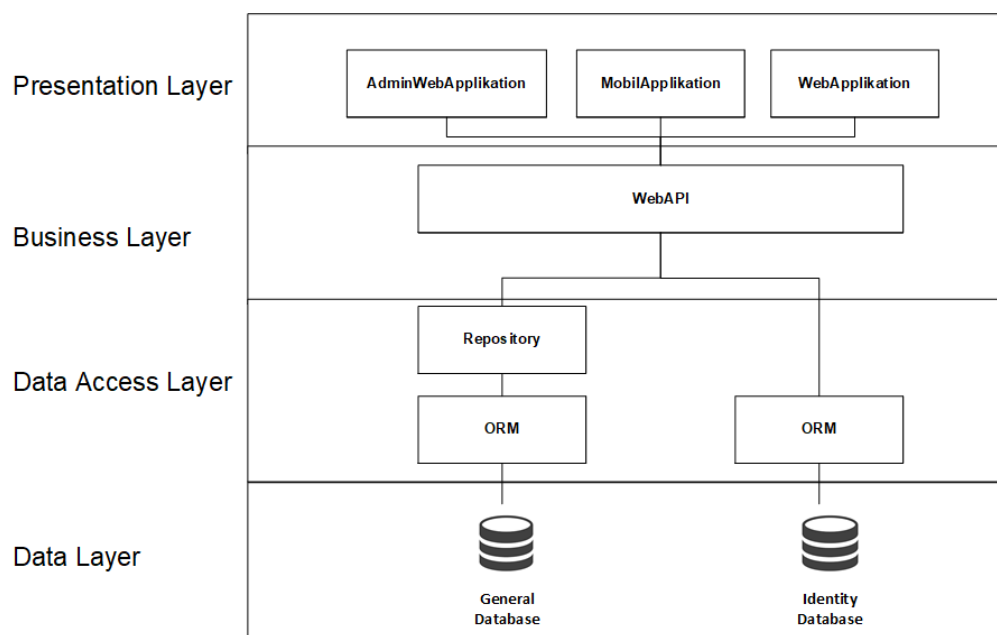 Presentation Layer
AdminWebApplikation
MobilApplikation
WebApplikation
Business Layer
WebAPI
Data Access Layer
Repository
ORM
ORM
Data Layer
General
Database
Identity
Database